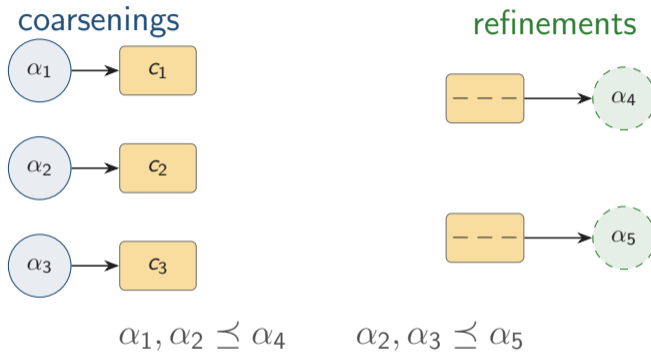 coarsenings
refinements
α₁
c₁
α₄
α₂
c₂
α₃
c₃
α₅
α₁, α₂ ⪯ α₄
α₂, α₃ ⪯ α₅